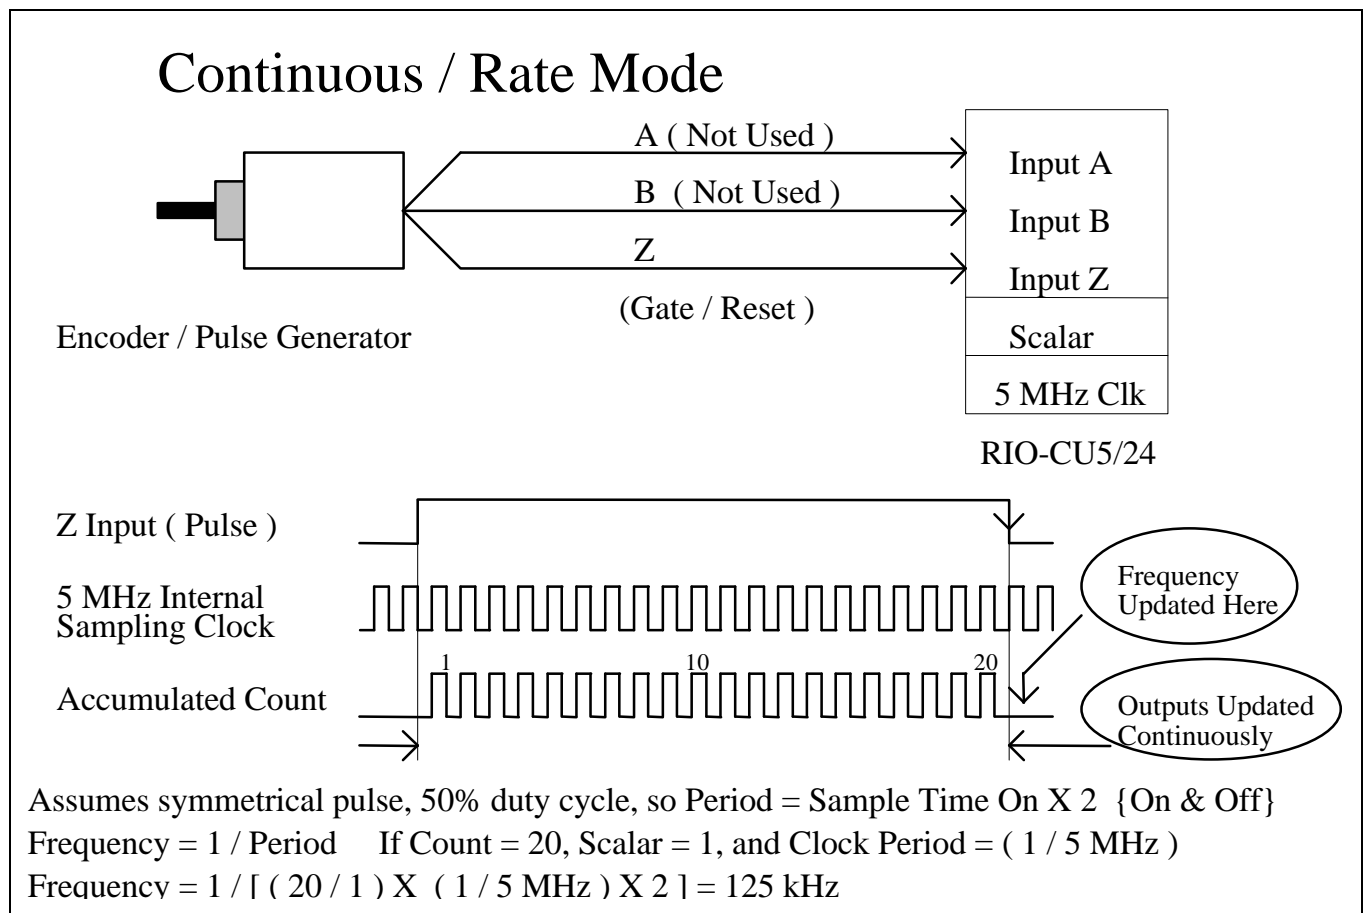 Continuous / Rate Mode
A ( Not Used )
Input A
B ( Not Used )
Input B
Z
Input Z
(Gate / Reset )
Encoder / Pulse Generator
Scalar
5 MHz Clk
RIO-CU5/24
Z Input ( Pulse )
5 MHz Internal
Sampling Clock
Frequency
Updated Here
1 10 20
Accumulated Count
Outputs Updated
Continuously
Assumes symmetrical pulse, 50% duty cycle, so Period = Sample Time On X 2 {On & Off}
Frequency = 1 / Period If Count = 20, Scalar = 1, and Clock Period = ( 1 / 5 MHz )
Frequency = 1 / [ ( 20 / 1 ) X ( 1 / 5 MHz ) X 2 ] = 125 kHz